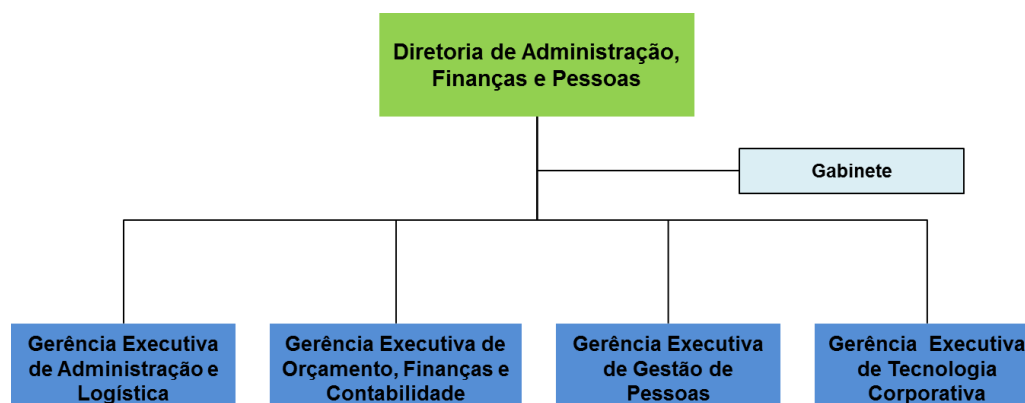 Diretoria de Administração,
Finanças e Pessoas
Gabinete
Gerência Executiva
de Administração e
Logística
Gerência Executiva de
Orçamento, Finanças e
Contabilidade
Gerência Executiva
de Gestão de
Pessoas
Gerência Executiva
de Tecnologia
Corporativa